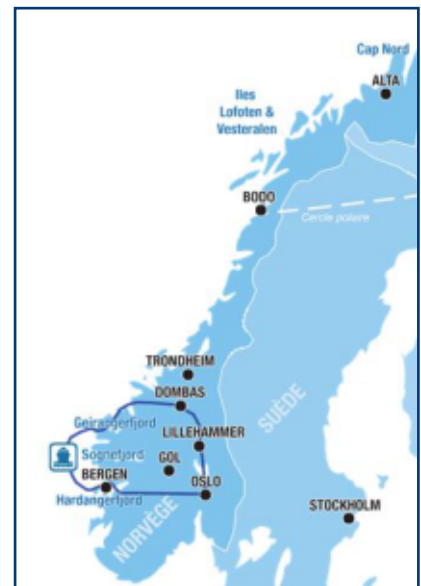 Cap Nord
ALTA
Iles
Lofoten &
Vesteralen
BODO
Cercle polaire
TRONDHEIM
DOMBAS
Geirangerfjord
LILLEHAMMER
SUÈDE
Sognefjord
GOL
BERGEN
OSLO
Hardangerfjord
STOCKHOLM
NORVÈGE